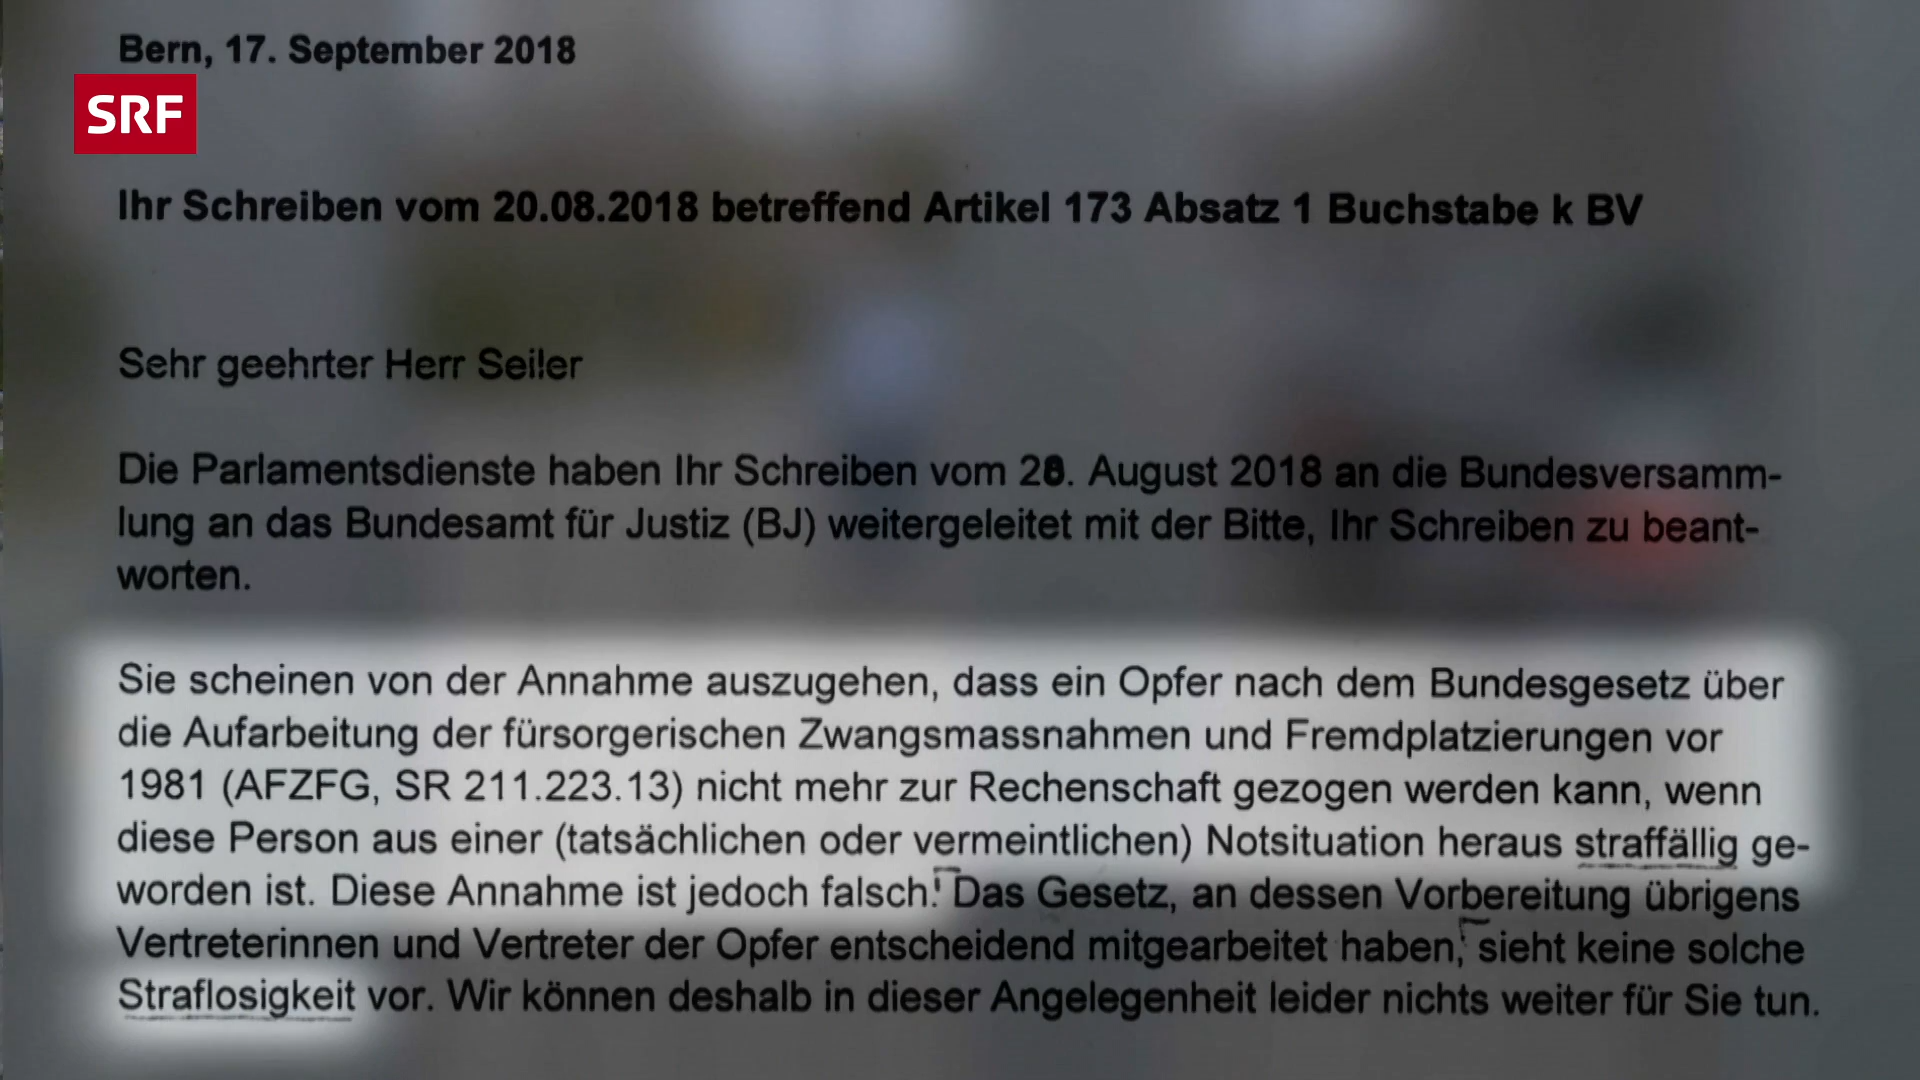 Bern, 17. September 2018
SRF
Ihr Schreiben vom 20.08.2018 betreffend Artikel 173 Absatz 1 Buchstabe k BV
Sehr geehrter Herr Seiler
Die Parlamentsdienste haben Ihr Schreiben vom 28. August 2018 an die Bundesversamm-
lung an das Bundesamt für Justiz (BJ) weitergeleitet mit der Bitte, Ihr Schreiben zu beant-
worten.
Sie scheinen von der Annahme auszugehen, dass ein Opfer nach dem Bundesgesetz über
die Aufarbeitung der fürsorgerischen Zwangsmassnahmen und Fremdplatzierungen vor
1981 (AFZFG, SR 211.223.13) nicht mehr zur Rechenschaft gezogen werden kann, wenn
diese Person aus einer (tatsächlichen oder vermeintlichen) Notsituation heraus straffällig ge-
worden ist. Diese Annahme ist jedoch falsch. Das Gesetz, an dessen Vorbereitung übrigens
Vertreterinnen und Vertreter der Opfer entscheidend mitgearbeitet haben, sieht keine solche
Straflosigkeit vor. Wir können deshalb in dieser Angelegenheit leider nichts weiter für Sie tun.